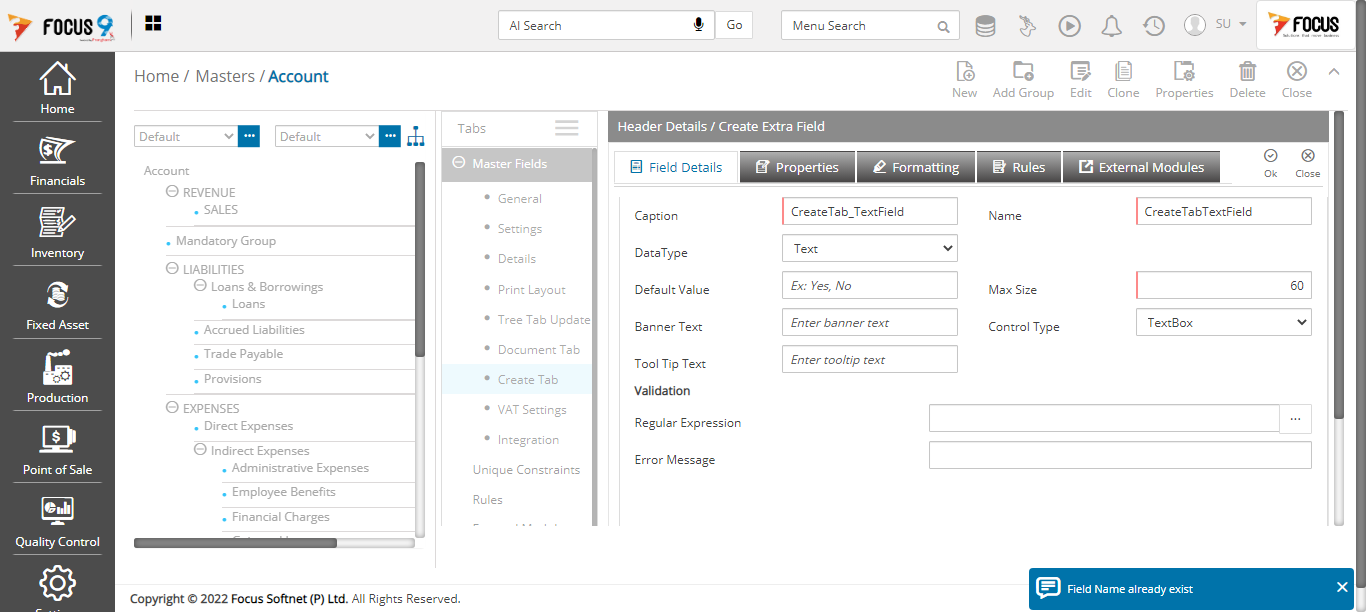 FOCUS 9
AI Search
Go
Menu Search
SU
FOCUS
Home / Masters / Account
New
Add Group
Edit
Clone
Properties
Delete
Close
Home
Financials
Inventory
Fixed Asset
Production
Point of Sale
Quality Control
Default
Default
Account
REVENUE
SALES
Mandatory Group
LIABILITIES
Loans & Borrowings
Loans
Accrued Liabilities
Trade Payable
Provisions
EXPENSES
Direct Expenses
Indirect Expenses
Administrative Expenses
Employee Benefits
Financial Charges
Tabs
Master Fields
General
Settings
Details
Print Layout
Tree Tab Update
Document Tab
Create Tab
VAT Settings
Integration
Unique Constraints
Rules
Header Details / Create Extra Field
Field Details
Properties
Formatting
Rules
External Modules
Ok
Close
Caption
CreateTab_TextField
Name
CreateTabTextField
DataType
Text
Default Value
Ex: Yes, No
Max Size
60
Banner Text
Enter banner text
Control Type
TextBox
Tool Tip Text
Enter tooltip text
Validation
Regular Expression
...
Error Message
Copyright © 2022 Focus Softnet (P) Ltd. All Rights Reserved.
Field Name already exist